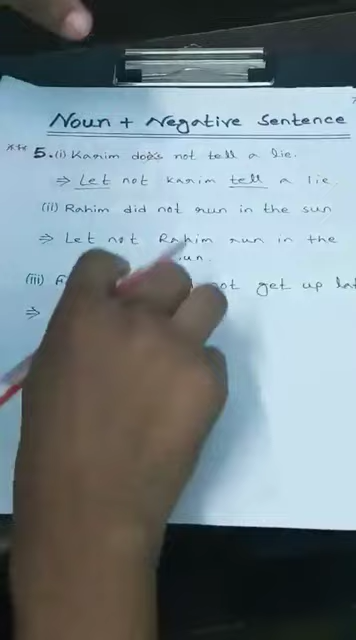 Noun + Negative Sentence
*** 5. (i) Karim does not tell a lie.
⇒ Let not karim tell a lie.
(ii) Rahim did not run in the sun
⇒ Let not Rahim run in the
(iii) not get up
⇒